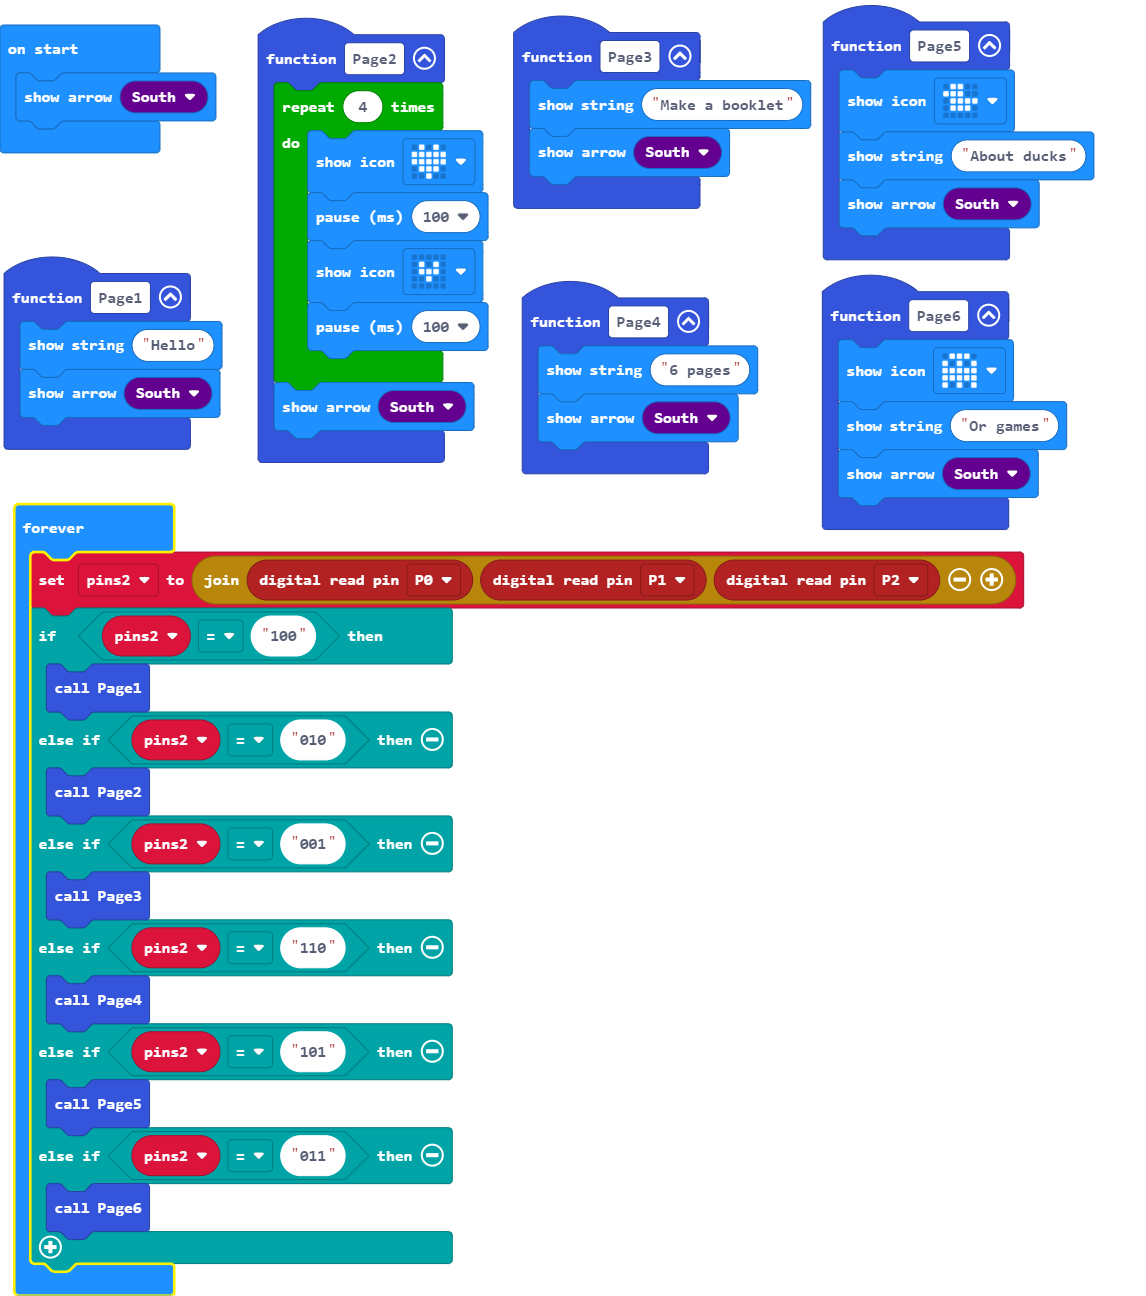 on start
show arrow South
function Page1
show string "Hello"
show arrow South
function Page2
repeat 4 times
do
show icon
pause (ms) 100
show icon
pause (ms) 100
show arrow South
function Page3
show string "Make a booklet"
show arrow South
function Page4
show string "6 pages"
show arrow South
function Page5
show icon
show string "About ducks"
show arrow South
function Page6
show icon
show string "Or games"
show arrow South
forever
set pins2 to join digital read pin P0 digital read pin P1 digital read pin P2
if pins2 = "100" then
call Page1
else if pins2 = "010" then
call Page2
else if pins2 = "001" then
call Page3
else if pins2 = "110" then
call Page4
else if pins2 = "101" then
call Page5
else if pins2 = "011" then
call Page6